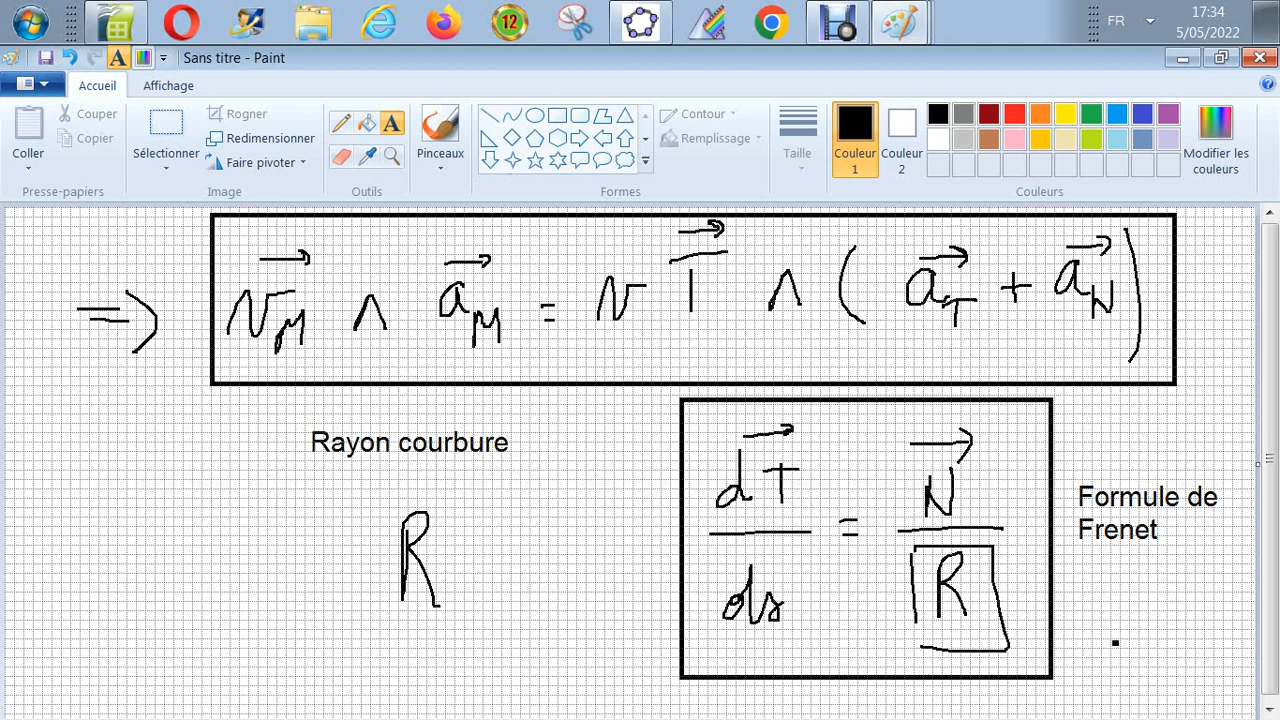 FR
17:34
5/05/2022
12
Sans titre - Paint
Accueil Affichage
Coller
Couper
Copier
Presse-papiers
Sélectionner
Rogner
Redimensionner
Faire pivoter
Image
A
Outils
Pinceaux
Contour
Remplissage
Formes
Taille
Couleur 1
Couleur 2
Modifier les couleurs
Couleurs
=> v⃗_M ∧ a⃗_M = v T⃗ ∧ (a⃗_T + a⃗_N)
Rayon courbure
R
dT⃗/ds = N⃗/R
Formule de
Frenet